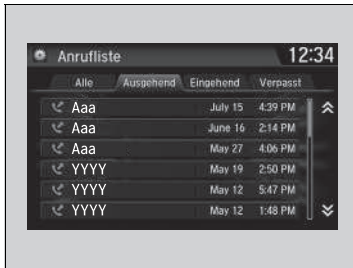 Anrufliste 12:34
Alle Ausgehend Eingehend Verpasst
Aaa July 15 4:39 PM
Aaa June 16 2:14 PM
Aaa May 27 4:06 PM
YYYY May 19 2:50 PM
YYYY May 12 5:47 PM
YYYY May 12 1:48 PM